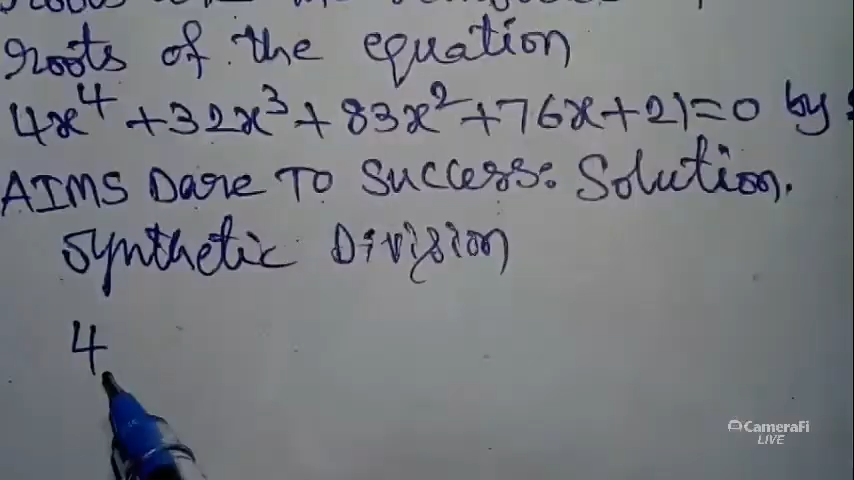 roots of the equation
4x⁴ + 32x³ + 83x² + 76x + 21 = 0 by
AIMS Dare To Success: Solution.
Synthetic Division
4
CameraFi
LIVE